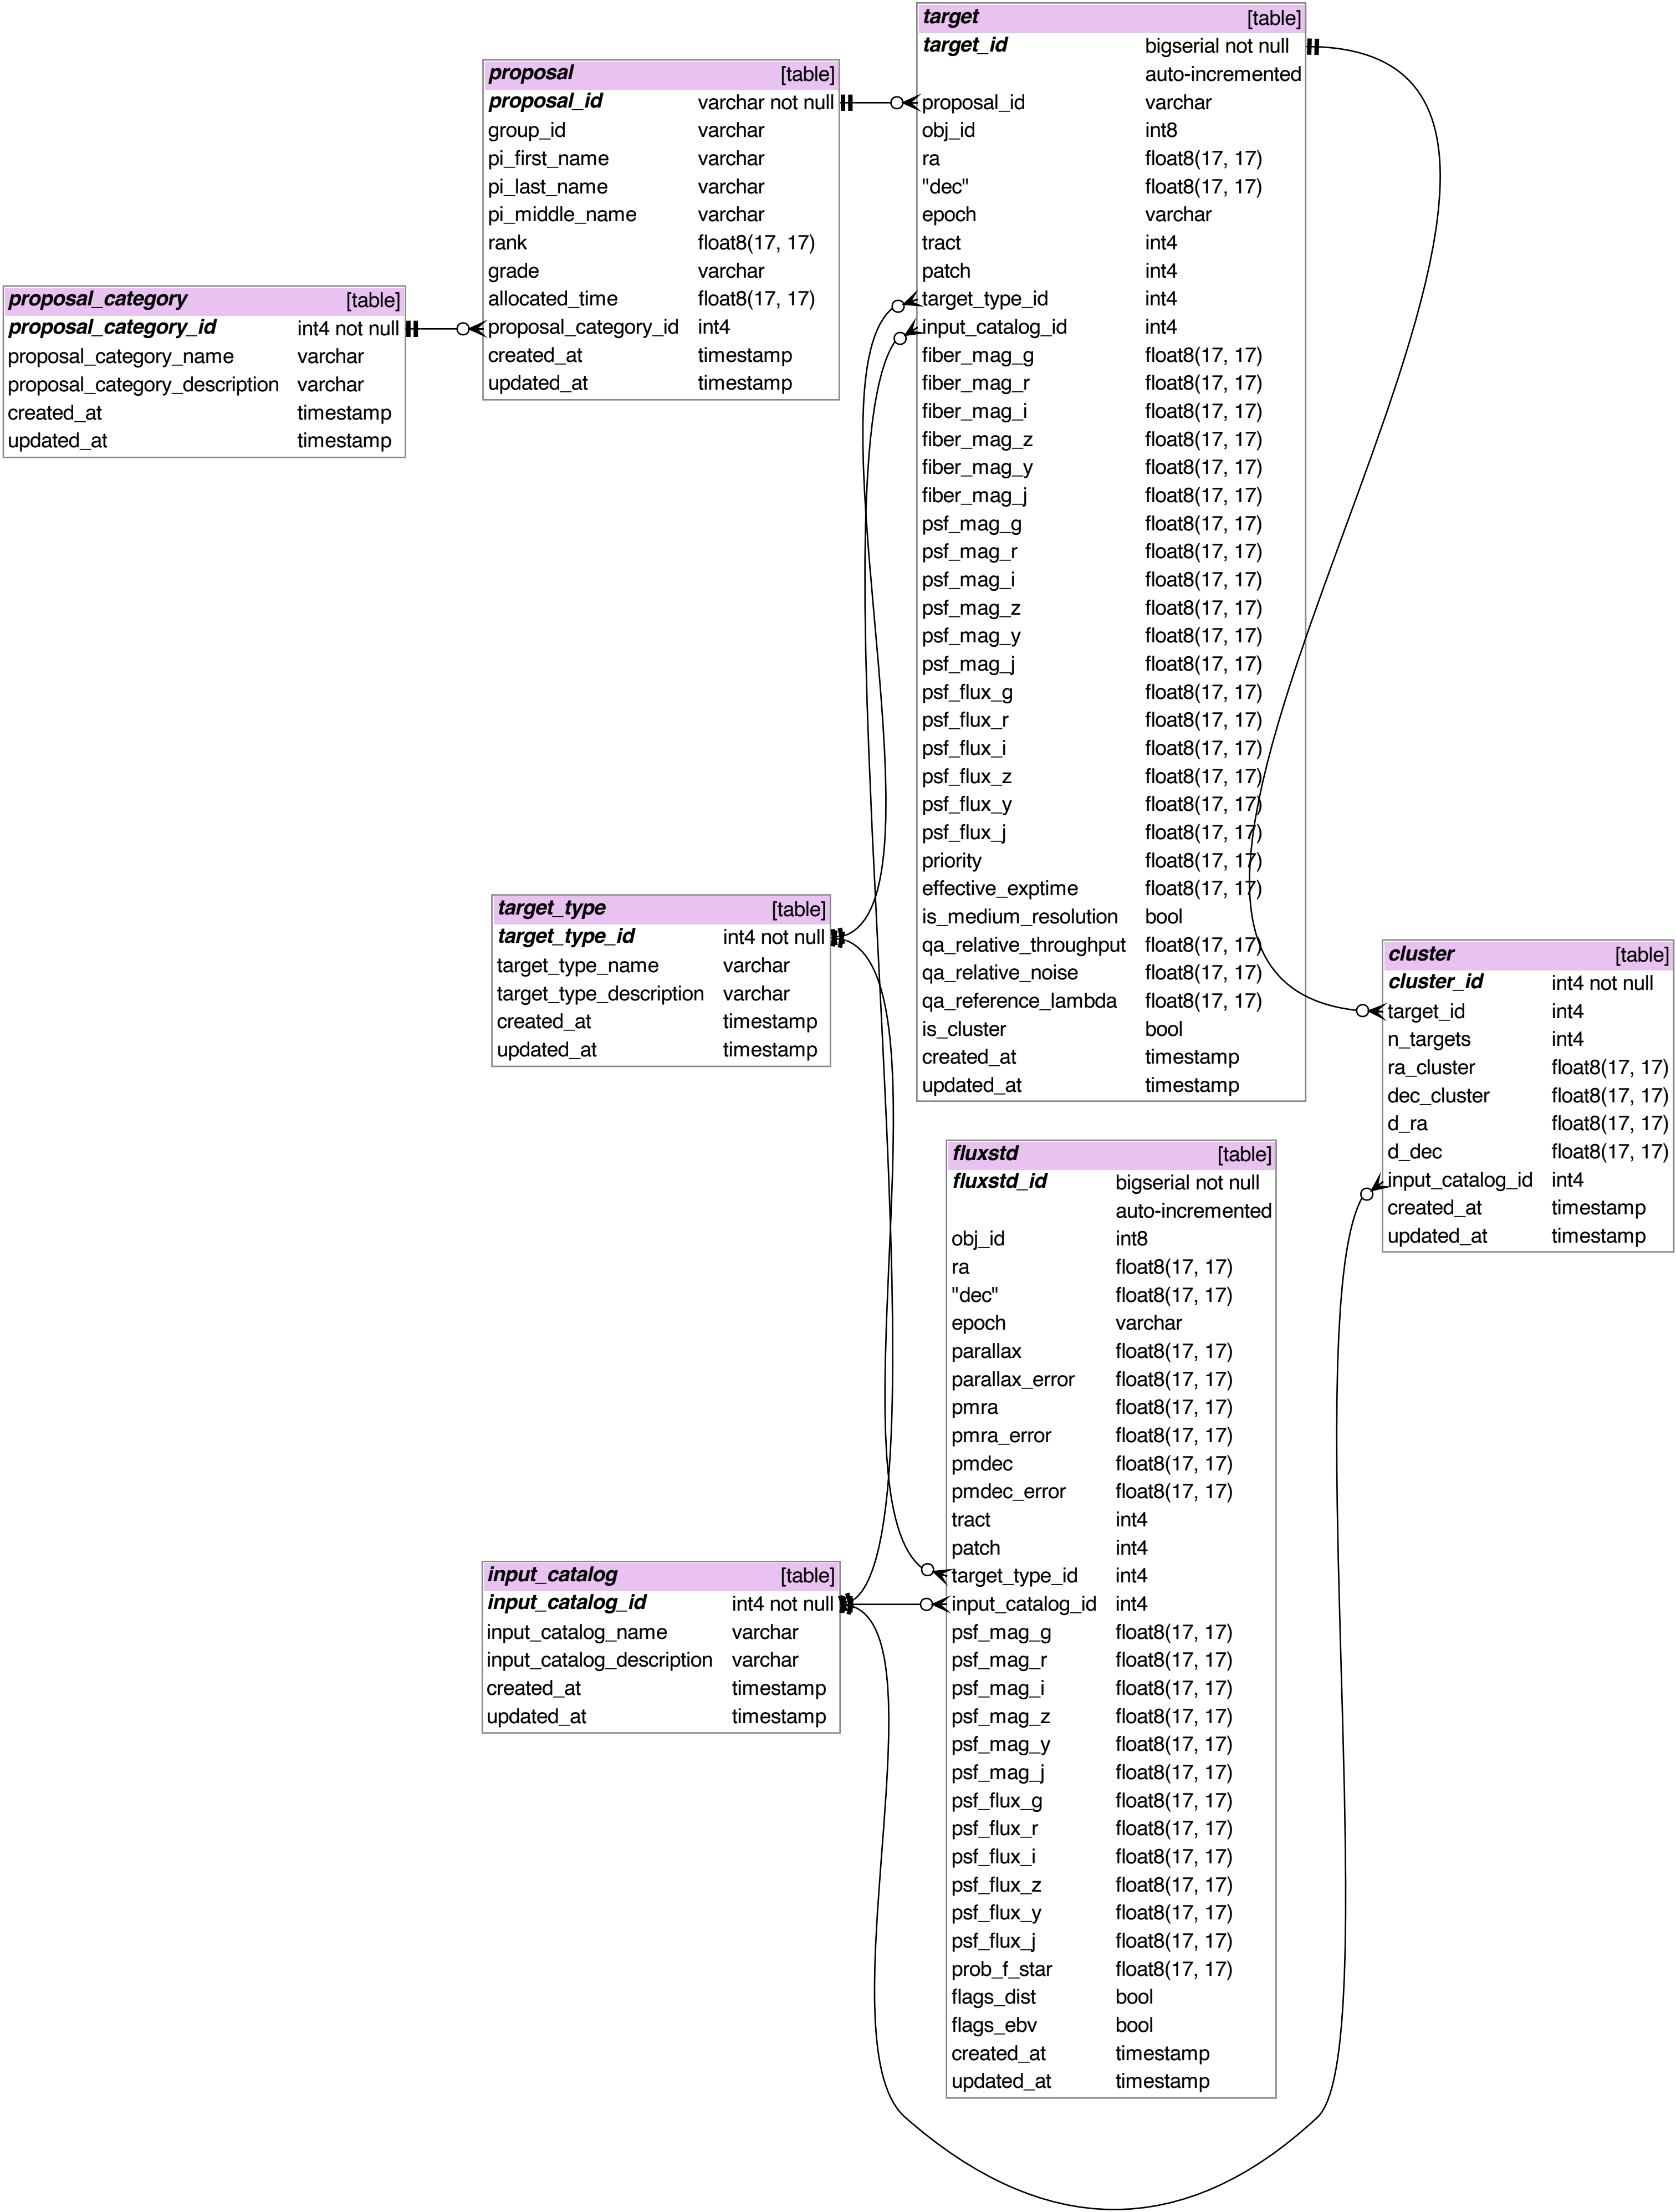 target [table]
target_id bigserial not null
auto-incremented
proposal_id varchar
obj_id int8
ra float8(17, 17)
"dec" float8(17, 17)
epoch varchar
tract int4
patch int4
target_type_id int4
input_catalog_id int4
fiber_mag_g float8(17, 17)
fiber_mag_r float8(17, 17)
fiber_mag_i float8(17, 17)
fiber_mag_z float8(17, 17)
fiber_mag_y float8(17, 17)
fiber_mag_j float8(17, 17)
psf_mag_g float8(17, 17)
psf_mag_r float8(17, 17)
psf_mag_i float8(17, 17)
psf_mag_z float8(17, 17)
psf_mag_y float8(17, 17)
psf_mag_j float8(17, 17)
psf_flux_g float8(17, 17)
psf_flux_r float8(17, 17)
psf_flux_i float8(17, 17)
psf_flux_z float8(17, 17)
psf_flux_y float8(17, 17)
psf_flux_j float8(17, 17)
priority float8(17, 17)
effective_exptime float8(17, 17)
is_medium_resolution bool
qa_relative_throughput float8(17, 17)
qa_relative_noise float8(17, 17)
qa_reference_lambda float8(17, 17)
is_cluster bool
created_at timestamp
updated_at timestamp
proposal [table]
proposal_id varchar not null
group_id varchar
pi_first_name varchar
pi_last_name varchar
pi_middle_name varchar
rank float8(17, 17)
grade varchar
allocated_time float8(17, 17)
proposal_category_id int4
created_at timestamp
updated_at timestamp
proposal_category [table]
proposal_category_id int4 not null
proposal_category_name varchar
proposal_category_description varchar
created_at timestamp
updated_at timestamp
target_type [table]
target_type_id int4 not null
target_type_name varchar
target_type_description varchar
created_at timestamp
updated_at timestamp
cluster [table]
cluster_id int4 not null
target_id int4
n_targets int4
ra_cluster float8(17, 17)
dec_cluster float8(17, 17)
d_ra float8(17, 17)
d_dec float8(17, 17)
input_catalog_id int4
created_at timestamp
updated_at timestamp
fluxstd [table]
fluxstd_id bigserial not null
auto-incremented
obj_id int8
ra float8(17, 17)
"dec" float8(17, 17)
epoch varchar
parallax float8(17, 17)
parallax_error float8(17, 17)
pmra float8(17, 17)
pmra_error float8(17, 17)
pmdec float8(17, 17)
pmdec_error float8(17, 17)
tract int4
patch int4
target_type_id int4
input_catalog_id int4
psf_mag_g float8(17, 17)
psf_mag_r float8(17, 17)
psf_mag_i float8(17, 17)
psf_mag_z float8(17, 17)
psf_mag_y float8(17, 17)
psf_mag_j float8(17, 17)
psf_flux_g float8(17, 17)
psf_flux_r float8(17, 17)
psf_flux_i float8(17, 17)
psf_flux_z float8(17, 17)
psf_flux_y float8(17, 17)
psf_flux_j float8(17, 17)
prob_f_star float8(17, 17)
flags_dist bool
flags_ebv bool
created_at timestamp
updated_at timestamp
input_catalog [table]
input_catalog_id int4 not null
input_catalog_name varchar
input_catalog_description varchar
created_at timestamp
updated_at timestamp